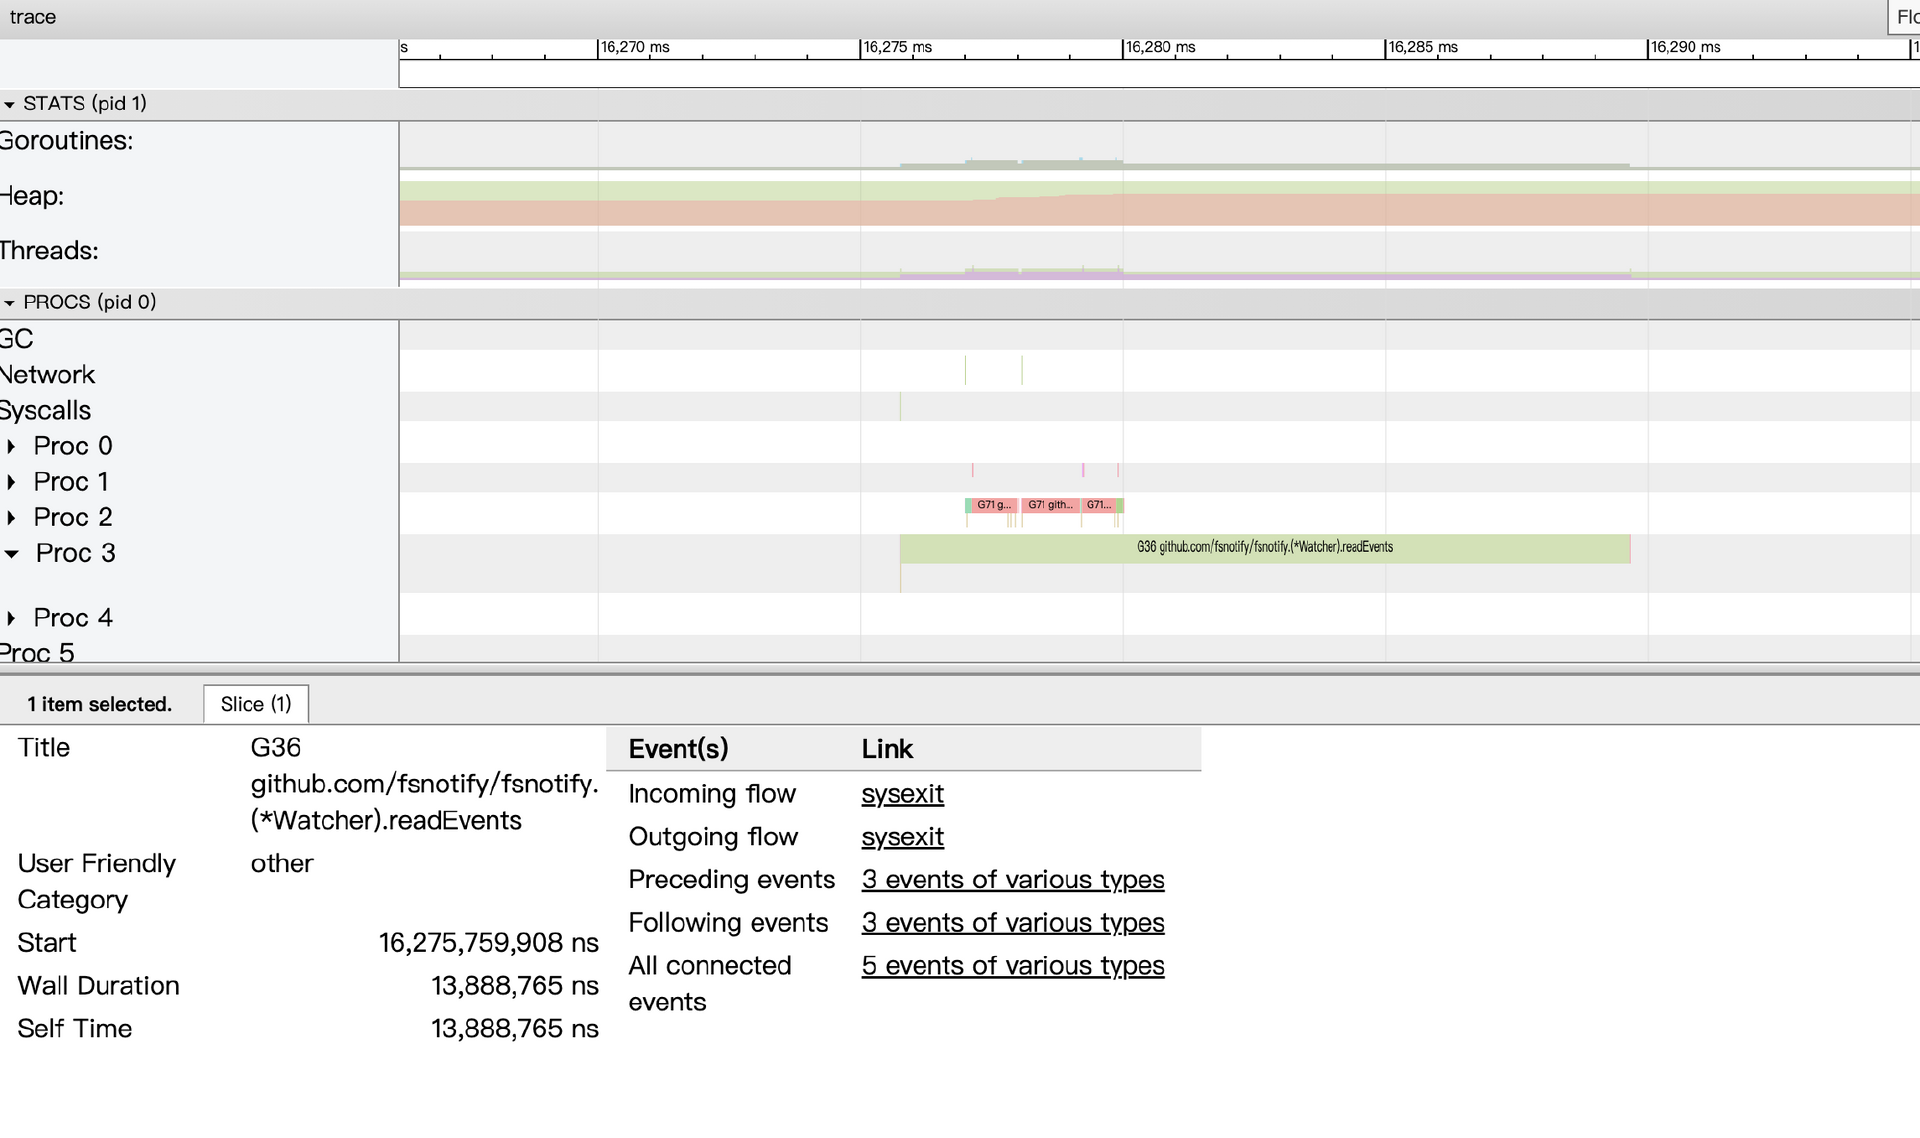 trace
Flo
s 16,270 ms 16,275 ms 16,280 ms 16,285 ms 16,290 ms 1
STATS (pid 1)
Goroutines:
Heap:
Threads:
PROCS (pid 0)
GC
Network
Syscalls
Proc 0
Proc 1
Proc 2 G71 g... G71 gith... G71...
Proc 3 G36 github.com/fsnotify/fsnotify.(*Watcher).readEvents
Proc 4
Proc 5
1 item selected. Slice (1)
Title G36
github.com/fsnotify/fsnotify.
(*Watcher).readEvents
User Friendly other
Category
Start 16,275,759,908 ns
Wall Duration 13,888,765 ns
Self Time 13,888,765 ns
Event(s) Link
Incoming flow sysexit
Outgoing flow sysexit
Preceding events 3 events of various types
Following events 3 events of various types
All connected 5 events of various types
events